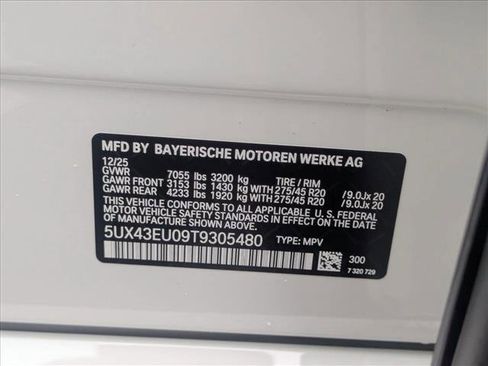 MFD BY BAYERISCHE MOTOREN WERKE AG
12/25
GVWR 7055 lbs 3200 kg TIRE / RIM
GAWR FRONT 3153 lbs 1430 kg WITH 275/45 R20 /9.0Jx 20
GAWR REAR 4233 lbs 1920 kg WITH 275/45 R20 /9.0Jx 20
THIS VEHICLE CONFORMS TO ALL APPLICABLE U.S. FEDERAL
MOTOR VEHICLE SAFETY STANDARDS IN EFFECT ON THE
DATE OF MANUFACTURE SHOWN ABOVE.
5UX43EU09T9305480 TYPE: MPV
300
7 320 729